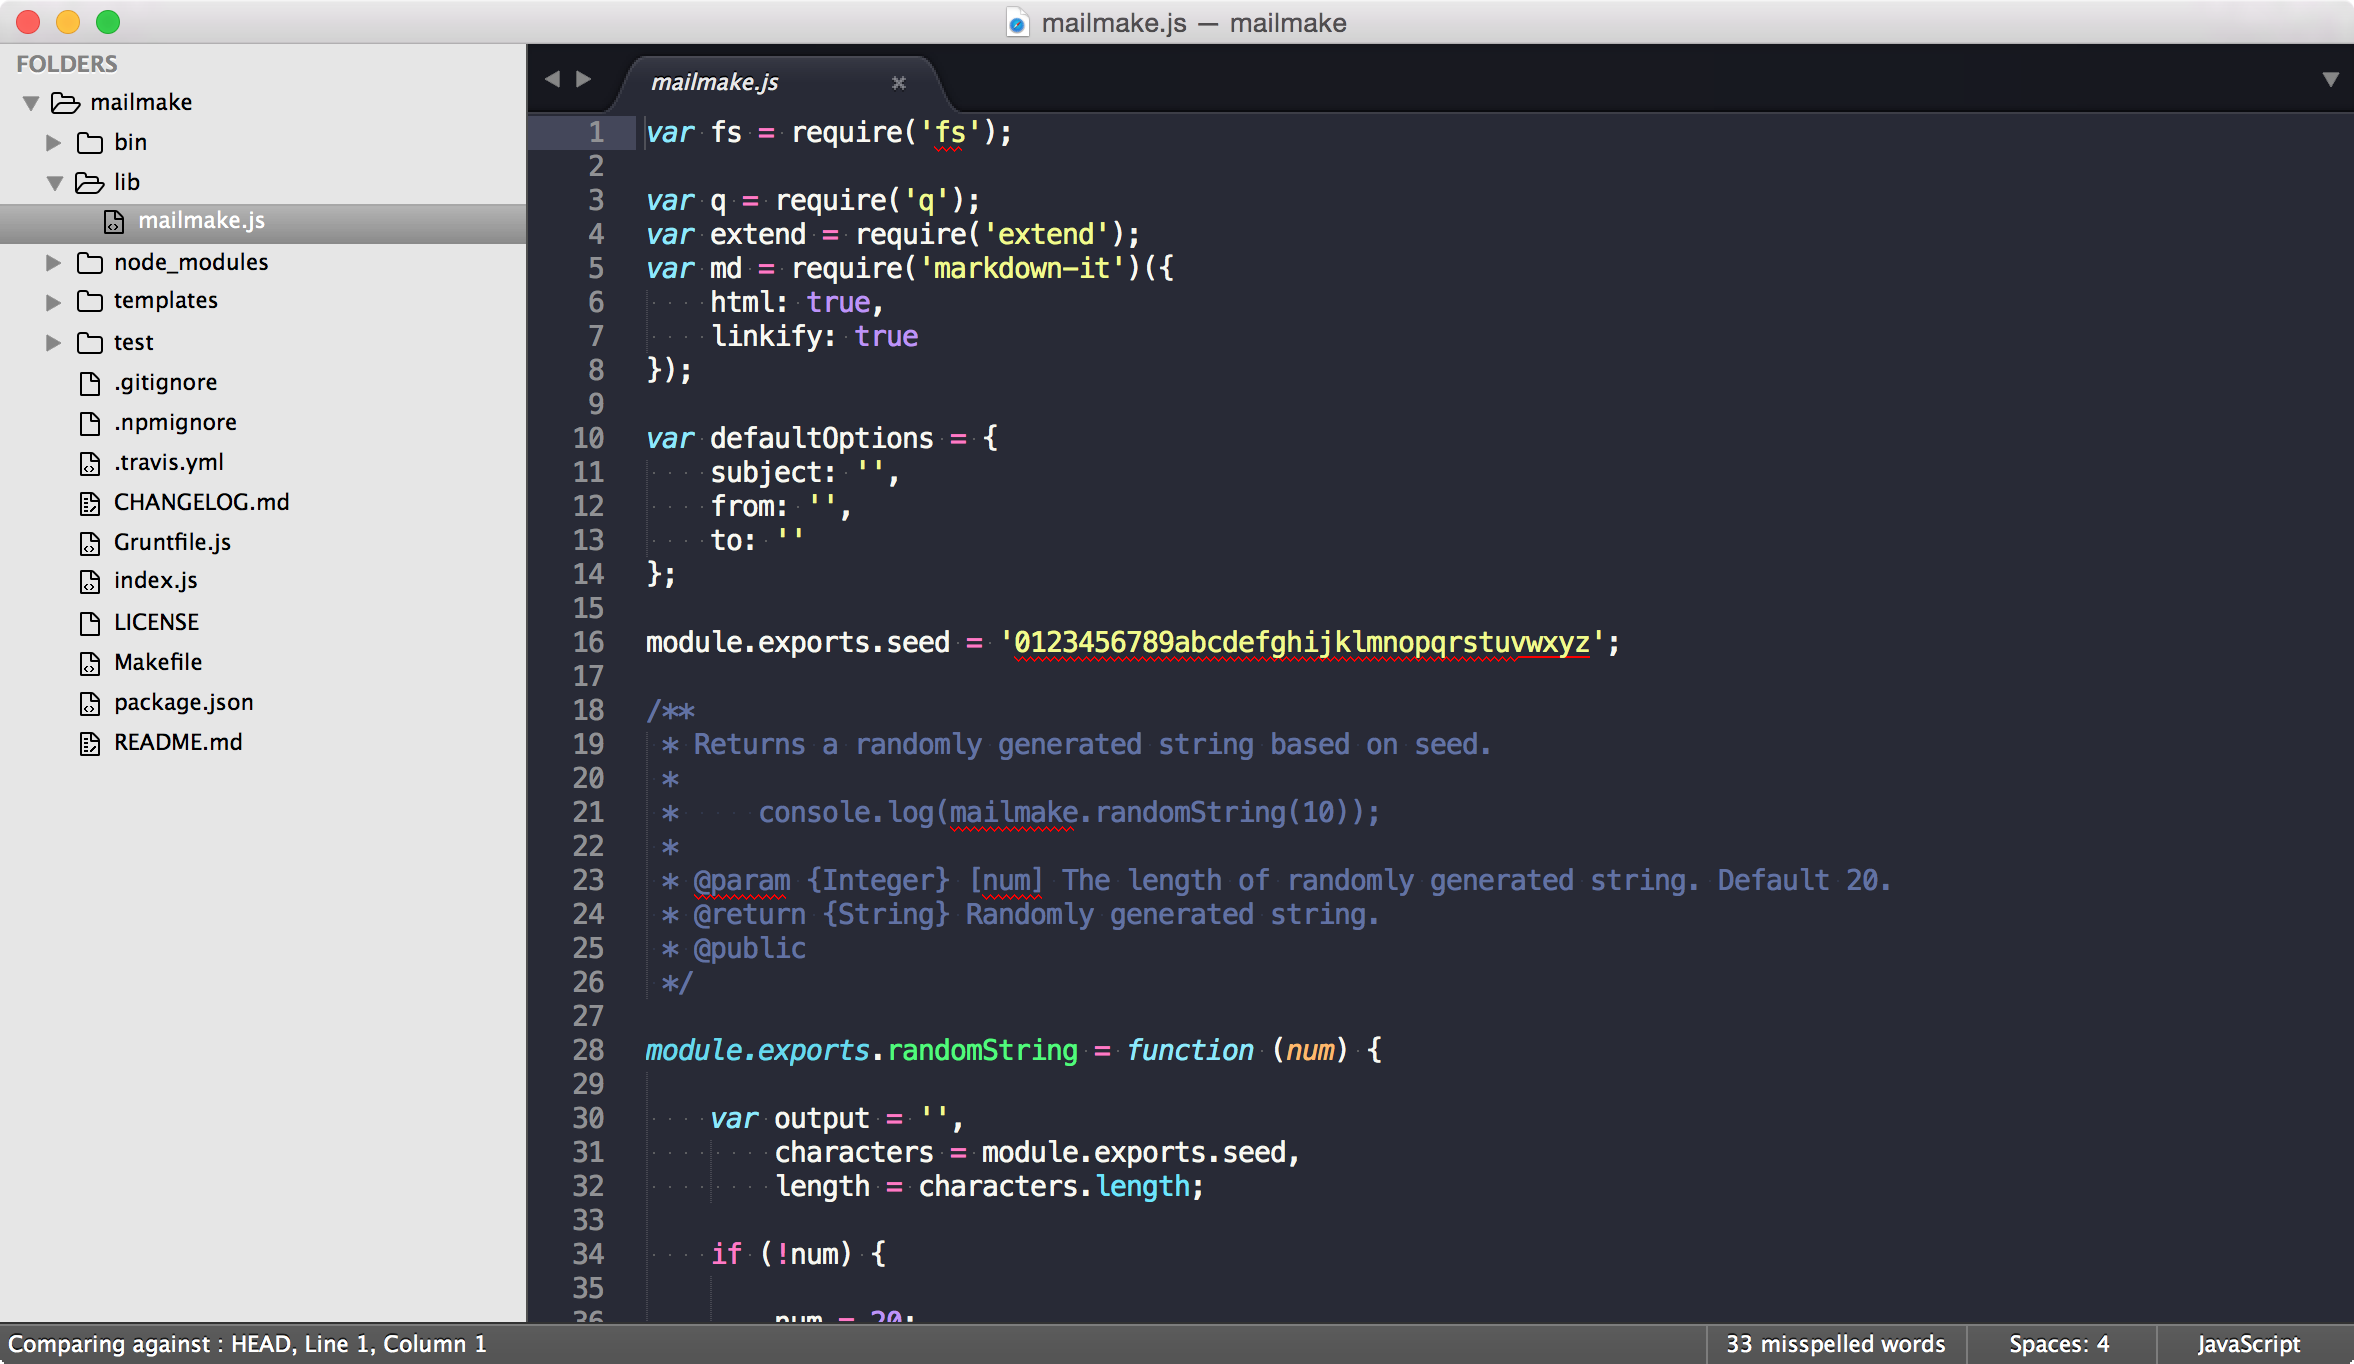 mailmake.js — mailmake
FOLDERS
mailmake
bin
lib
mailmake.js
node_modules
templates
test
.gitignore
.npmignore
.travis.yml
CHANGELOG.md
Gruntfile.js
index.js
LICENSE
Makefile
package.json
README.md
mailmake.js
1 var fs = require('fs');
2
3 var q = require('q');
4 var extend = require('extend');
5 var md = require('markdown-it')({
6     html: true,
7     linkify: true
8 });
9
10 var defaultOptions = {
11     subject: '',
12     from: '',
13     to: ''
14 };
15
16 module.exports.seed = '0123456789abcdefghijklmnopqrstuvwxyz';
17
18 /**
19  * Returns a randomly generated string based on seed.
20  *
21  *     console.log(mailmake.randomString(10));
22  *
23  * @param {Integer} [num] The length of randomly generated string. Default 20.
24  * @return {String} Randomly generated string.
25  * @public
26  */
27
28 module.exports.randomString = function (num) {
29
30     var output = '',
31         characters = module.exports.seed,
32         length = characters.length;
33
34     if (!num) {
35
36         num = 20;
Comparing against : HEAD, Line 1, Column 1
33 misspelled words
Spaces: 4
JavaScript